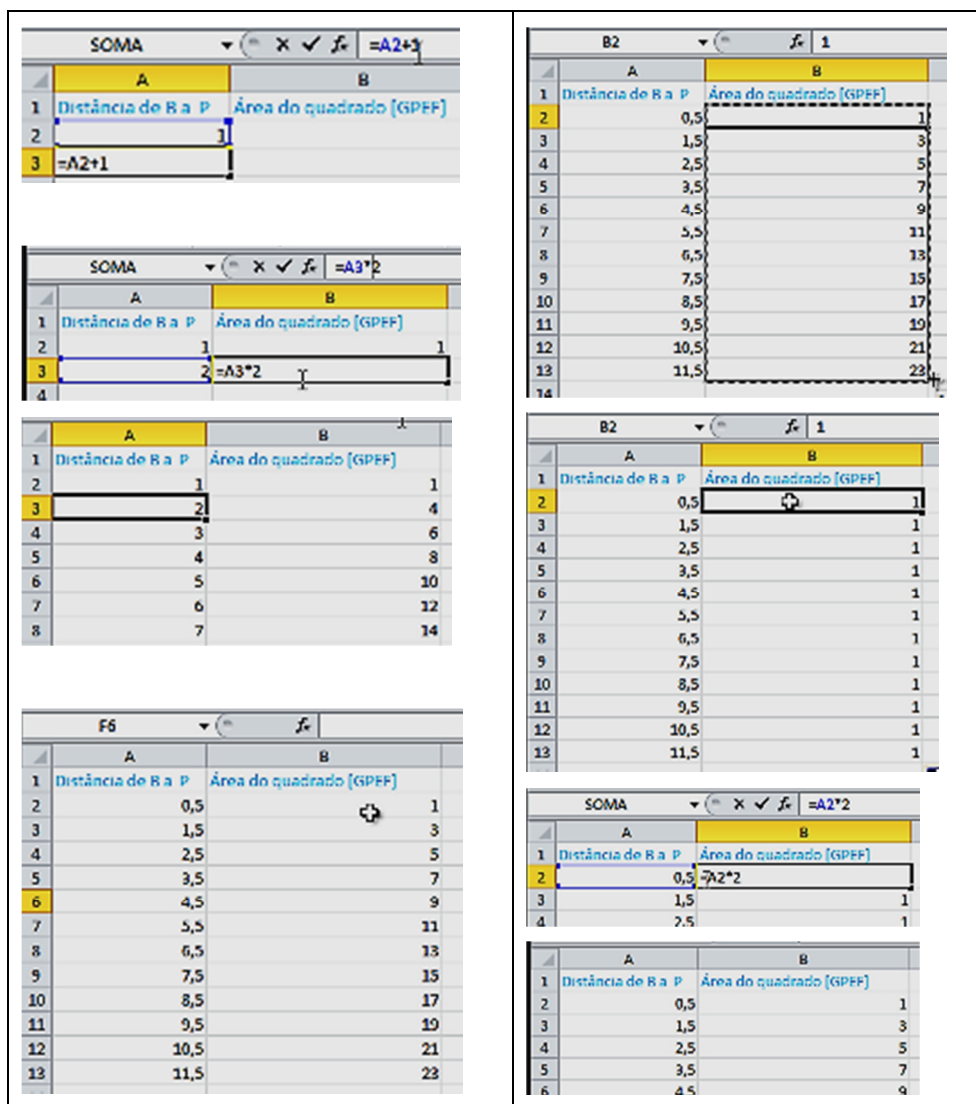 SOMA =A2+1
A B
1 Distância de B a P Área do quadrado [GPEF]
2 1
3 =A2+1
SOMA =A3*2
A B
1 Distância de B a P Área do quadrado [GPEF]
2 1 1
3 2 =A3*2
4
A B
1 Distância de B a P Área do quadrado [GPEF]
2 1 1
3 2 4
4 3 6
5 4 8
6 5 10
7 6 12
8 7 14
F6 fx
A B
1 Distância de B a P Área do quadrado [GPEF]
2 0,5 1
3 1,5 3
4 2,5 5
5 3,5 7
6 4,5 9
7 5,5 11
8 6,5 13
9 7,5 15
10 8,5 17
11 9,5 19
12 10,5 21
13 11,5 23
B2 fx 1
A B
1 Distância de B a P Área do quadrado [GPEF]
2 0,5 1
3 1,5 3
4 2,5 5
5 3,5 7
6 4,5 9
7 5,5 11
8 6,5 13
9 7,5 15
10 8,5 17
11 9,5 19
12 10,5 21
13 11,5 23
14
B2 fx 1
A B
1 Distância de B a P Área do quadrado [GPEF]
2 0,5 1
3 1,5 1
4 2,5 1
5 3,5 1
6 4,5 1
7 5,5 1
8 6,5 1
9 7,5 1
10 8,5 1
11 9,5 1
12 10,5 1
13 11,5 1
SOMA fx =A2*2
A B
1 Distância de B a P Área do quadrado [GPEF]
2 0,5 =A2*2
3 1,5 1
4 2,5 1
A B
1 Distância de B a P Área do quadrado [GPEF]
2 0,5 1
3 1,5 3
4 2,5 5
5 3,5 7
6 4,5 9